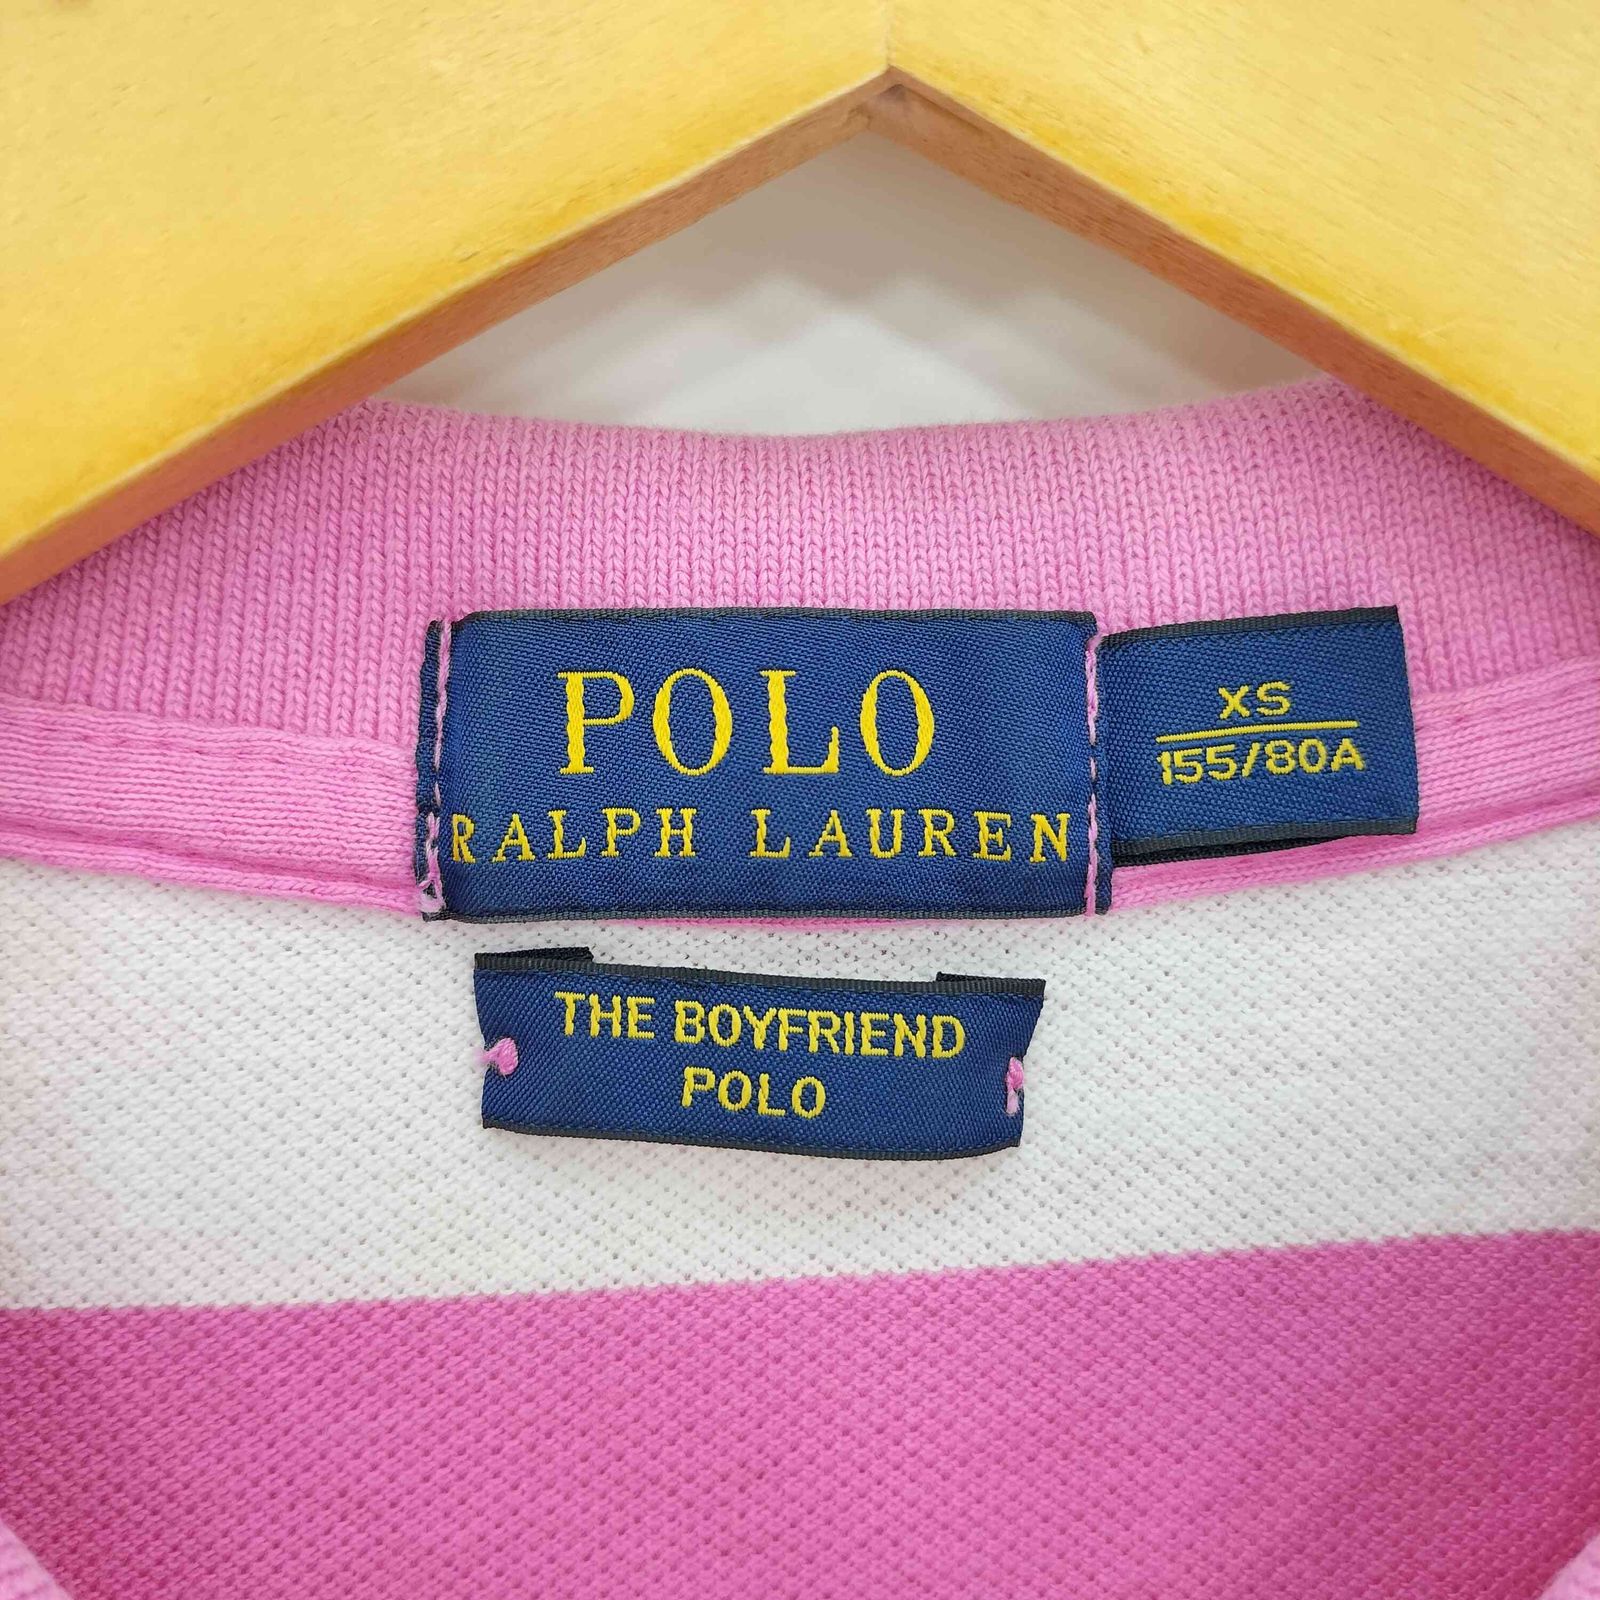 POLO
RALPH LAUREN
XS
155/80A
THE BOYFRIEND
POLO